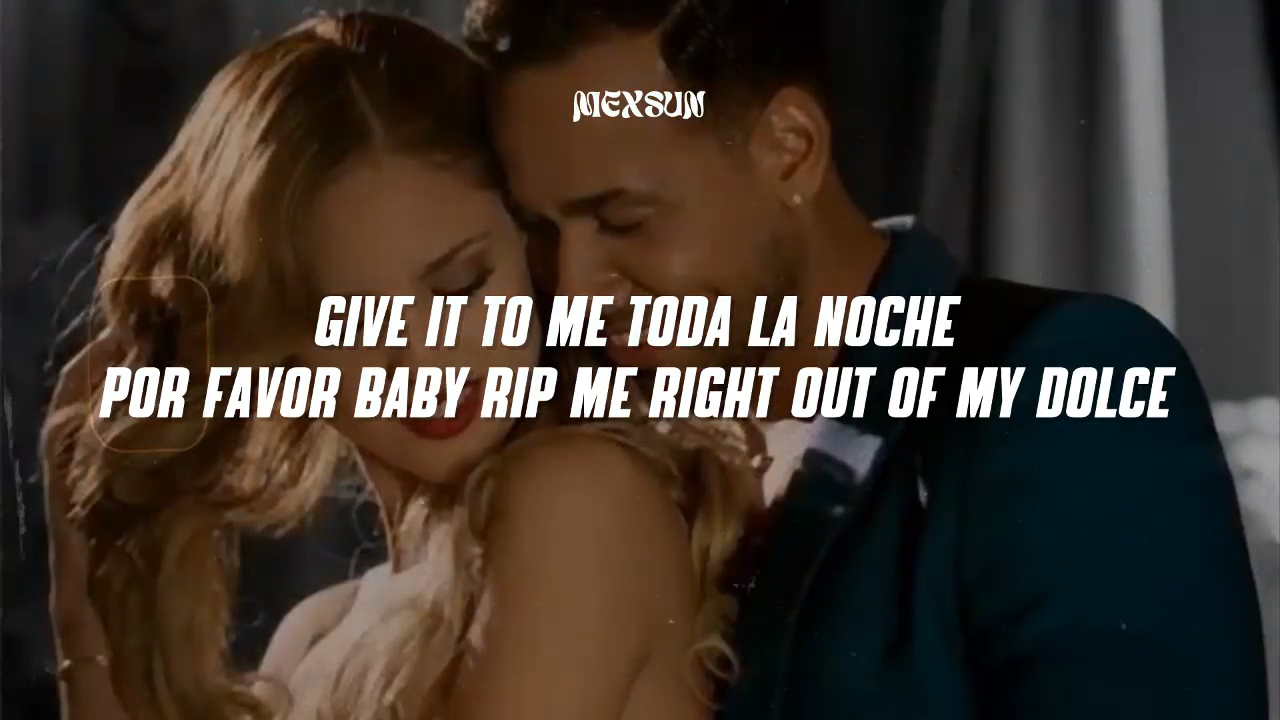 MEXSUN
GIVE IT TO ME TODA LA NOCHE
POR FAVOR BABY RIP ME RIGHT OUT OF MY DOLCE